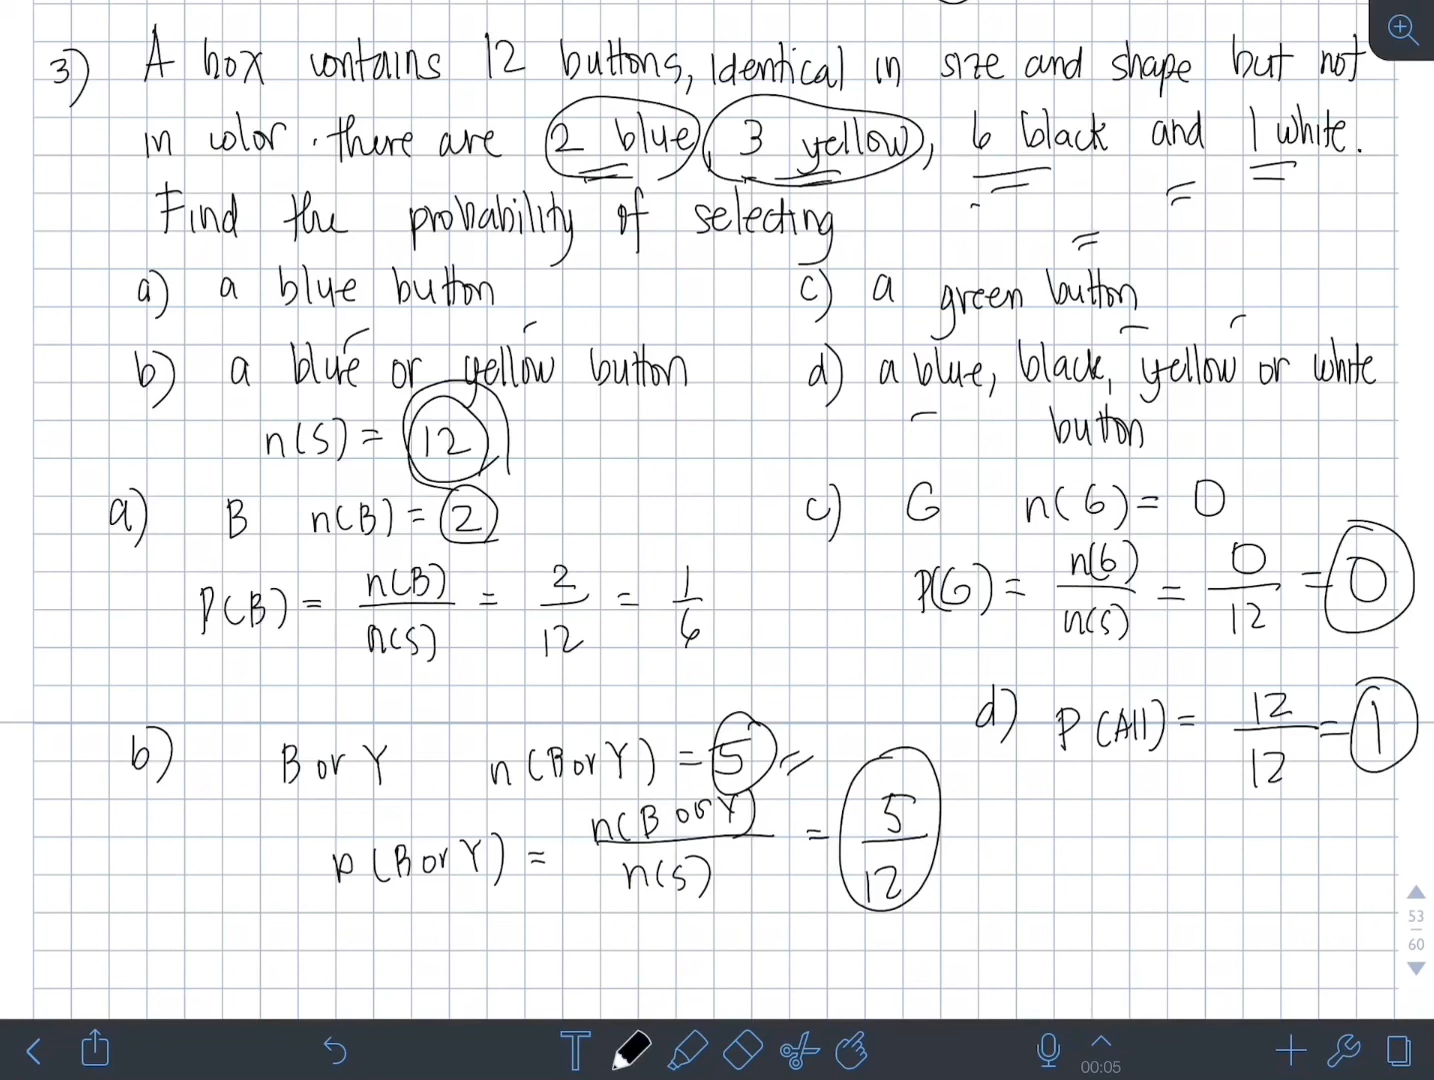 3) A box contains 12 buttons, identical in size and shape but not
in color. there are 2 blue, 3 yellow, 6 black and 1 white.
Find the probability of selecting
a) a blue button
c) a green button
b) a blue or yellow button
d) a blue, black, yellow or white
button
n(S) = 12
a) B n(B) = 2
P(B) = n(B)/n(S) = 2/12 = 1/6
b) B or Y n(B or Y) = 5
P(B or Y) = n(B or Y)/n(S) = 5/12
c) G n(G) = 0
P(G) = n(G)/n(S) = 0/12 = 0
d) P(All) = 12/12 = 1
53
60
T
00:05